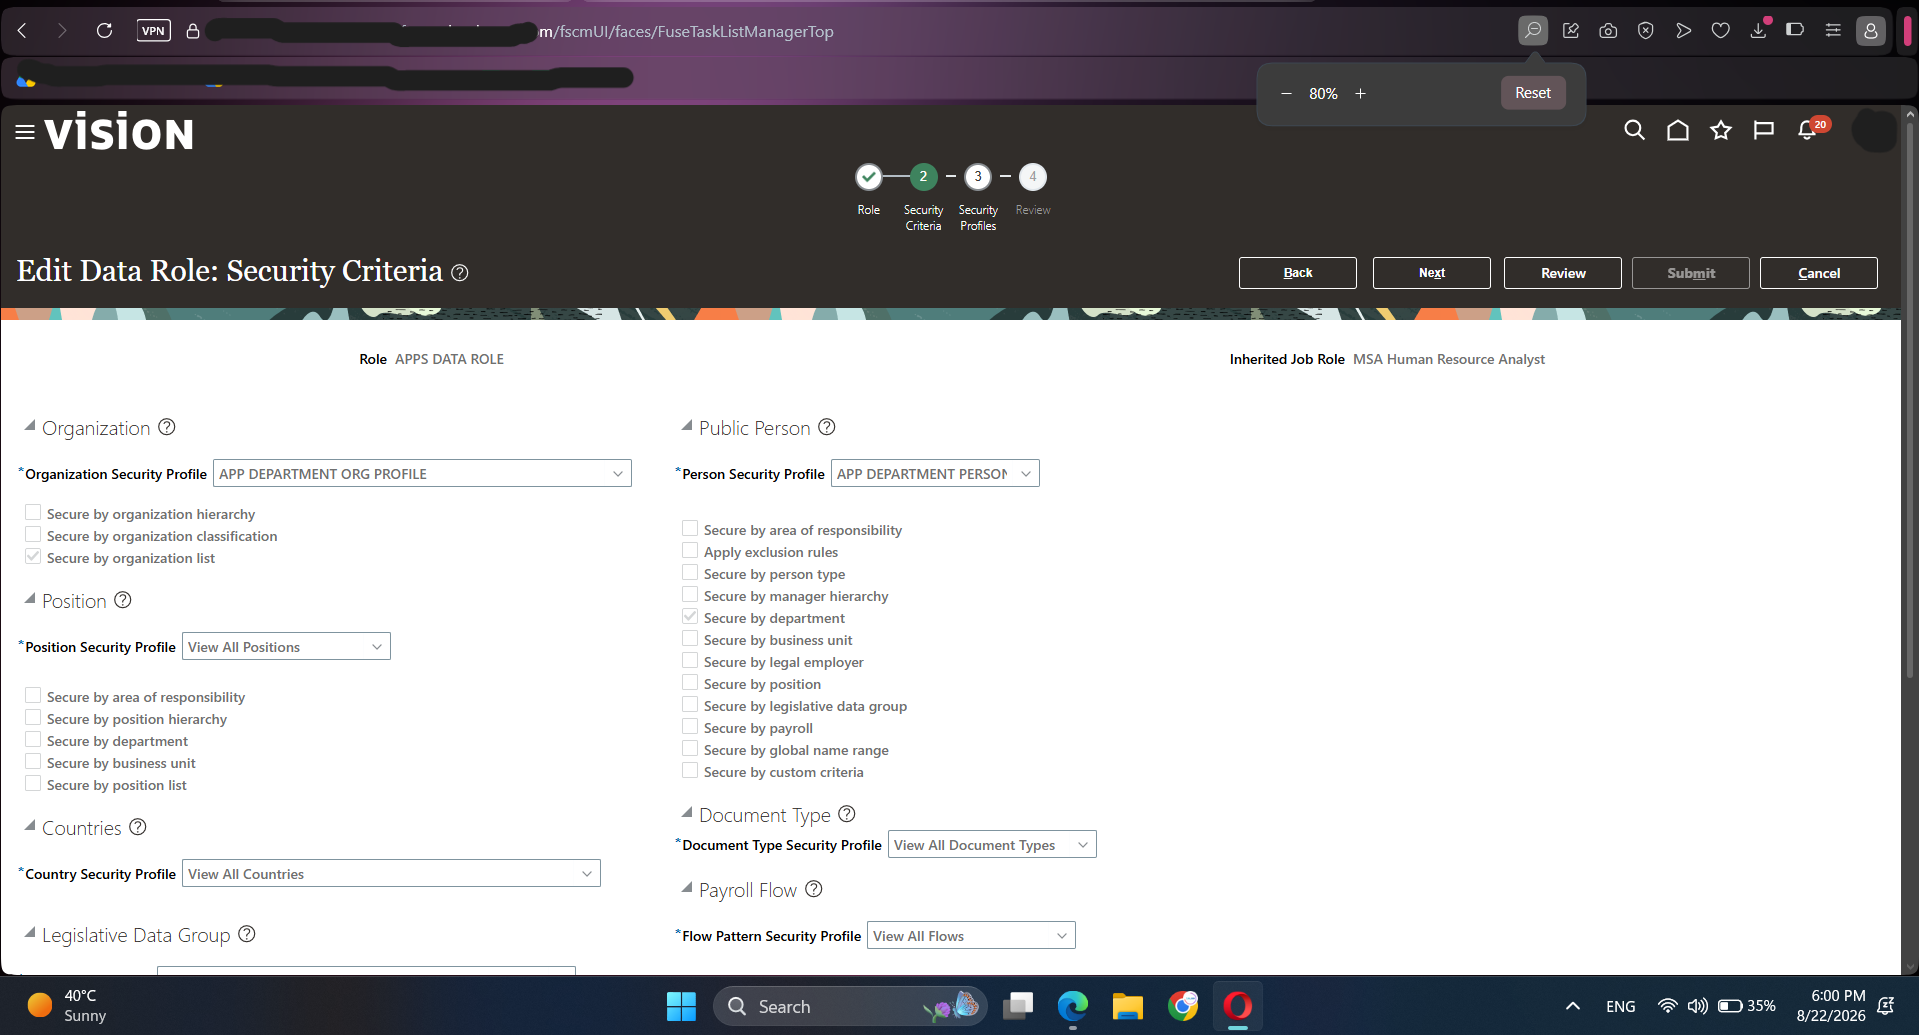 VPN
m/fscmUI/faces/FuseTaskListManagerTop
− 80% +
Reset
VISION
20
2
3
4
Role
Security Criteria
Security Profiles
Review
Edit Data Role: Security Criteria
Back
Next
Review
Submit
Cancel
Role APPS DATA ROLE
Inherited Job Role MSA Human Resource Analyst
Organization
*Organization Security Profile APP DEPARTMENT ORG PROFILE
Secure by organization hierarchy
Secure by organization classification
Secure by organization list
Position
*Position Security Profile View All Positions
Secure by area of responsibility
Secure by position hierarchy
Secure by department
Secure by business unit
Secure by position list
Countries
*Country Security Profile View All Countries
Legislative Data Group
Public Person
*Person Security Profile APP DEPARTMENT PERSON
Secure by area of responsibility
Apply exclusion rules
Secure by person type
Secure by manager hierarchy
Secure by department
Secure by business unit
Secure by legal employer
Secure by position
Secure by legislative data group
Secure by payroll
Secure by global name range
Secure by custom criteria
Document Type
*Document Type Security Profile View All Document Types
Payroll Flow
*Flow Pattern Security Profile View All Flows
40°C
Sunny
Search
ENG
35%
6:00 PM
8/22/2026